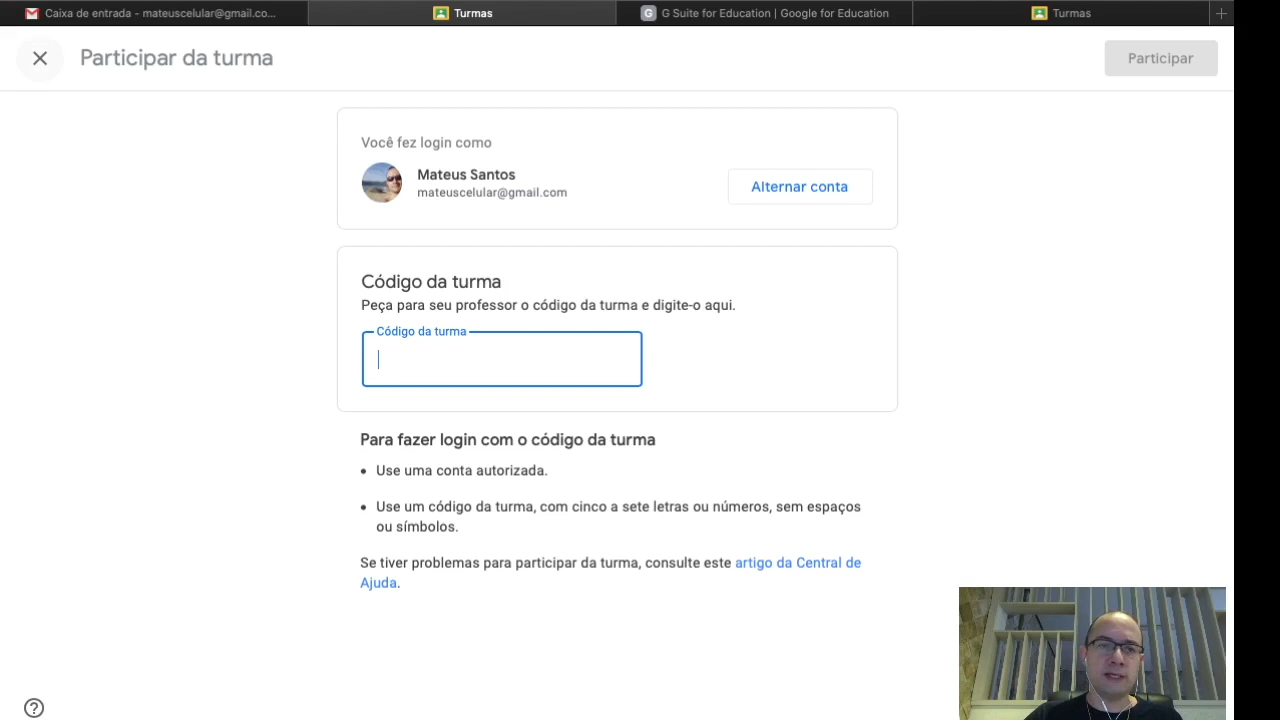 Caixa de entrada - mateuscelular@gmail.co...
Turmas
G Suite for Education | Google for Education
Turmas
Participar da turma
Participar
Você fez login como
Mateus Santos
mateuscelular@gmail.com
Alternar conta
Código da turma
Peça para seu professor o código da turma e digite-o aqui.
Código da turma
Para fazer login com o código da turma
• Use uma conta autorizada.
• Use um código da turma, com cinco a sete letras ou números, sem espaços
ou símbolos.
Se tiver problemas para participar da turma, consulte este artigo da Central de
Ajuda.